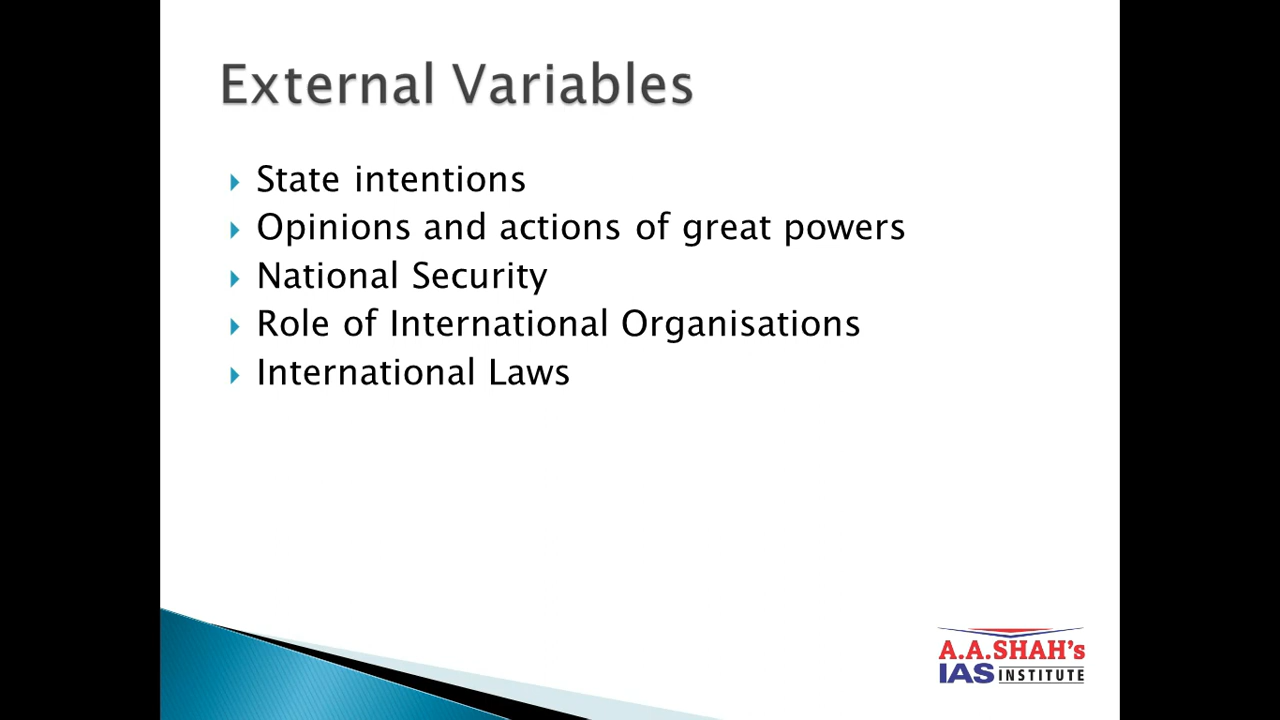 External Variables
State intentions
Opinions and actions of great powers
National Security
Role of International Organisations
International Laws
A.A.SHAH's
IAS INSTITUTE